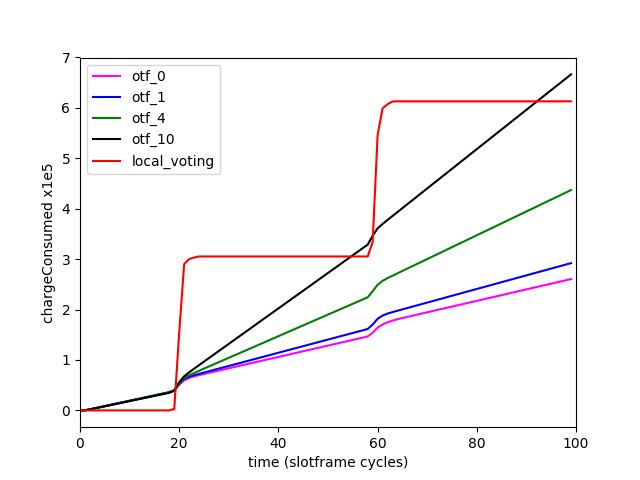 7
6
5
4
3
2
1
0
chargeConsumed x1e5
otf_0
otf_1
otf_4
otf_10
local_voting
0 20 40 60 80 100
time (slotframe cycles)